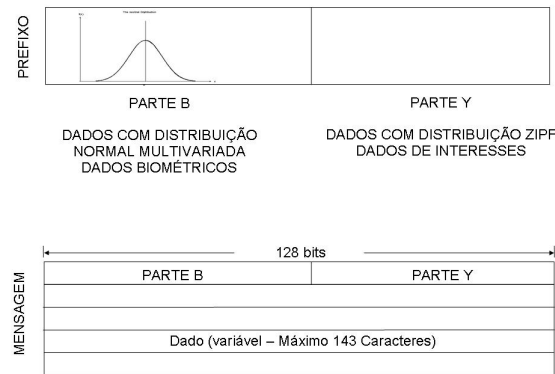 PREFIXO
PARTE B
PARTE Y
DADOS COM DISTRIBUIÇÃO
NORMAL MULTIVARIADA
DADOS BIOMÉTRICOS
DADOS COM DISTRIBUIÇÃO ZIPF
DADOS DE INTERESSES
128 bits
MENSAGEM
PARTE B
PARTE Y
Dado (variável – Máximo 143 Caracteres)